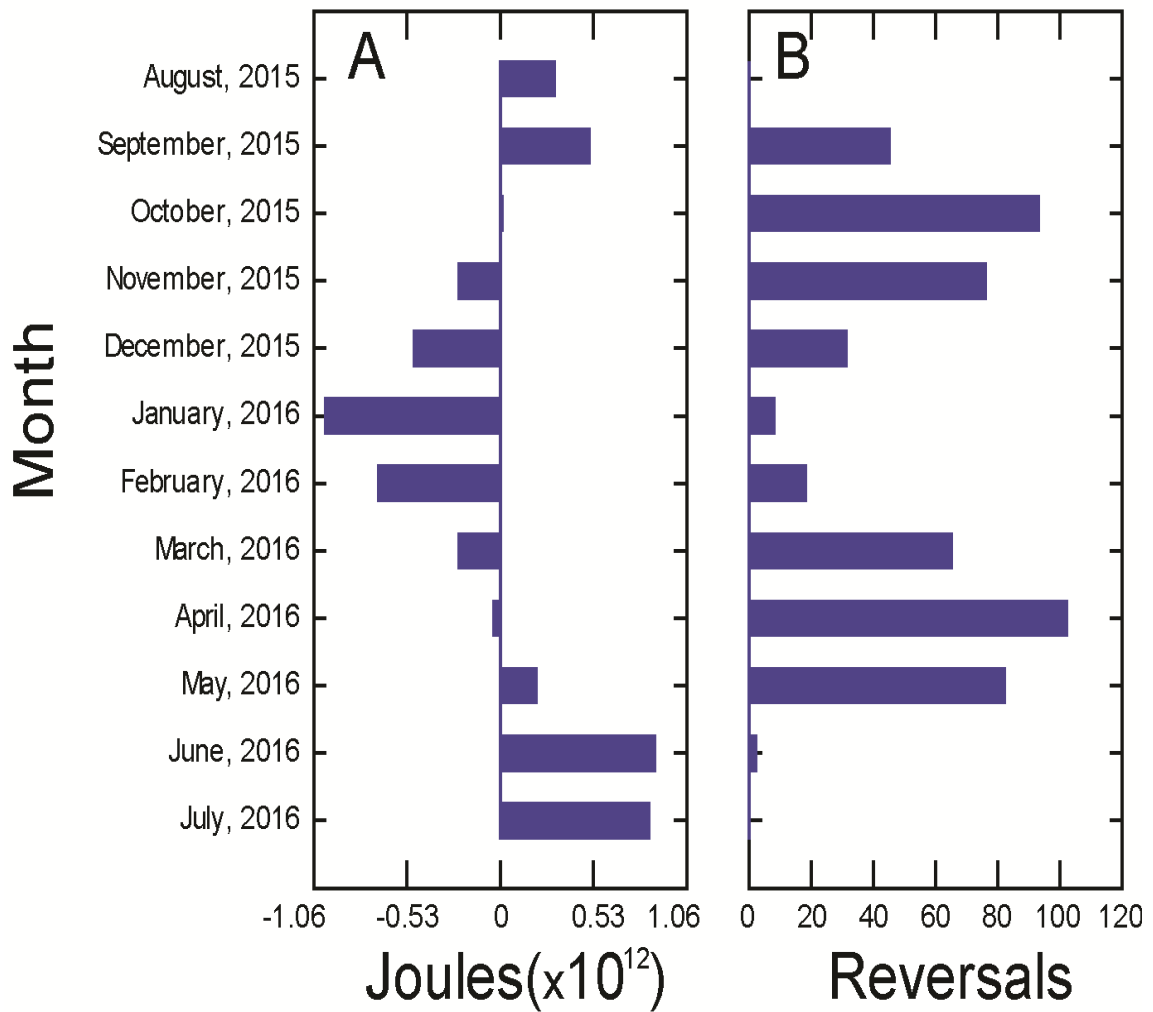 A
B
August, 2015
September, 2015
October, 2015
November, 2015
December, 2015
January, 2016
February, 2016
March, 2016
April, 2016
May, 2016
June, 2016
July, 2016
Month
-1.06 -0.53 0 0.53 1.06
0 20 40 60 80 100 120
Joules(x10¹²)
Reversals